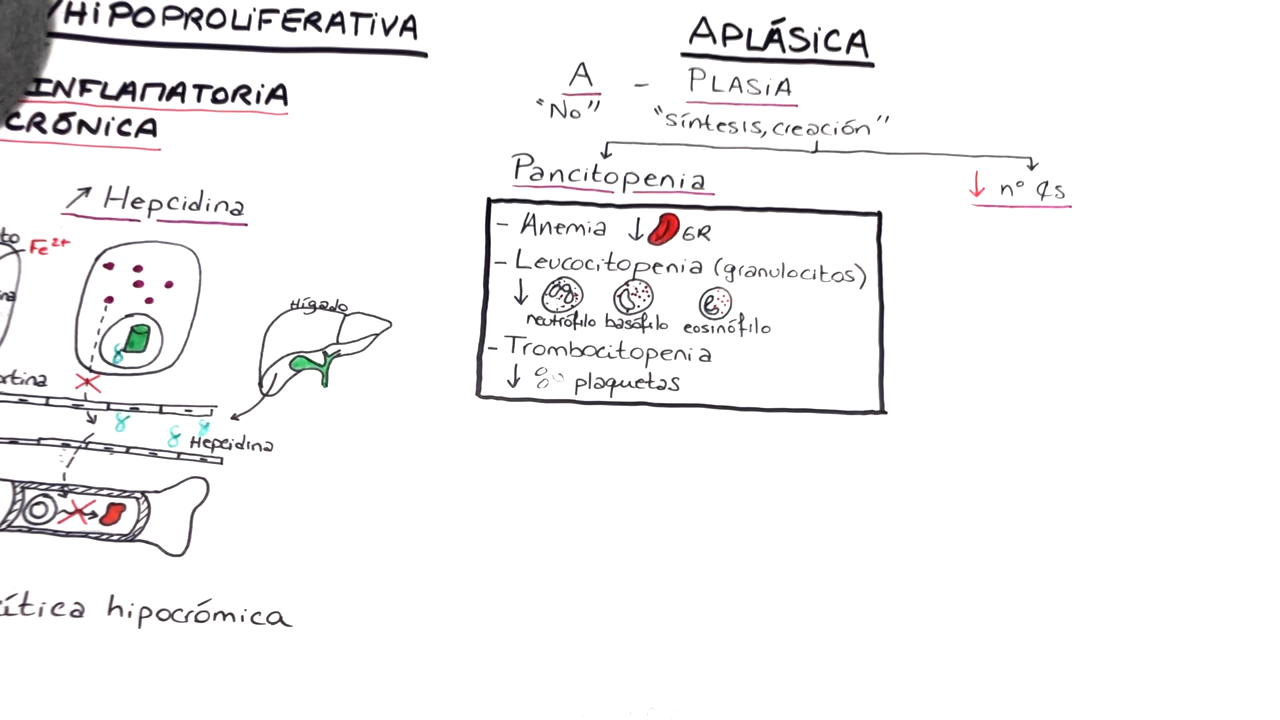 /HIPOPROLIFERATIVA
INFLAMATORIA
CRÓNICA
↗ Hepcidina
Fe²⁺
Hígado
Hepcidina
ítica hipocrómica
APLÁSICA
A - PLASIA
"No" "síntesis, creación"
Pancitopenia
- Anemia ↓ GR
- Leucocitopenia (granulocitos)
↓
neutrófilo basófilo eosinófilo
- Trombocitopenia
↓ plaquetas
↓ nº